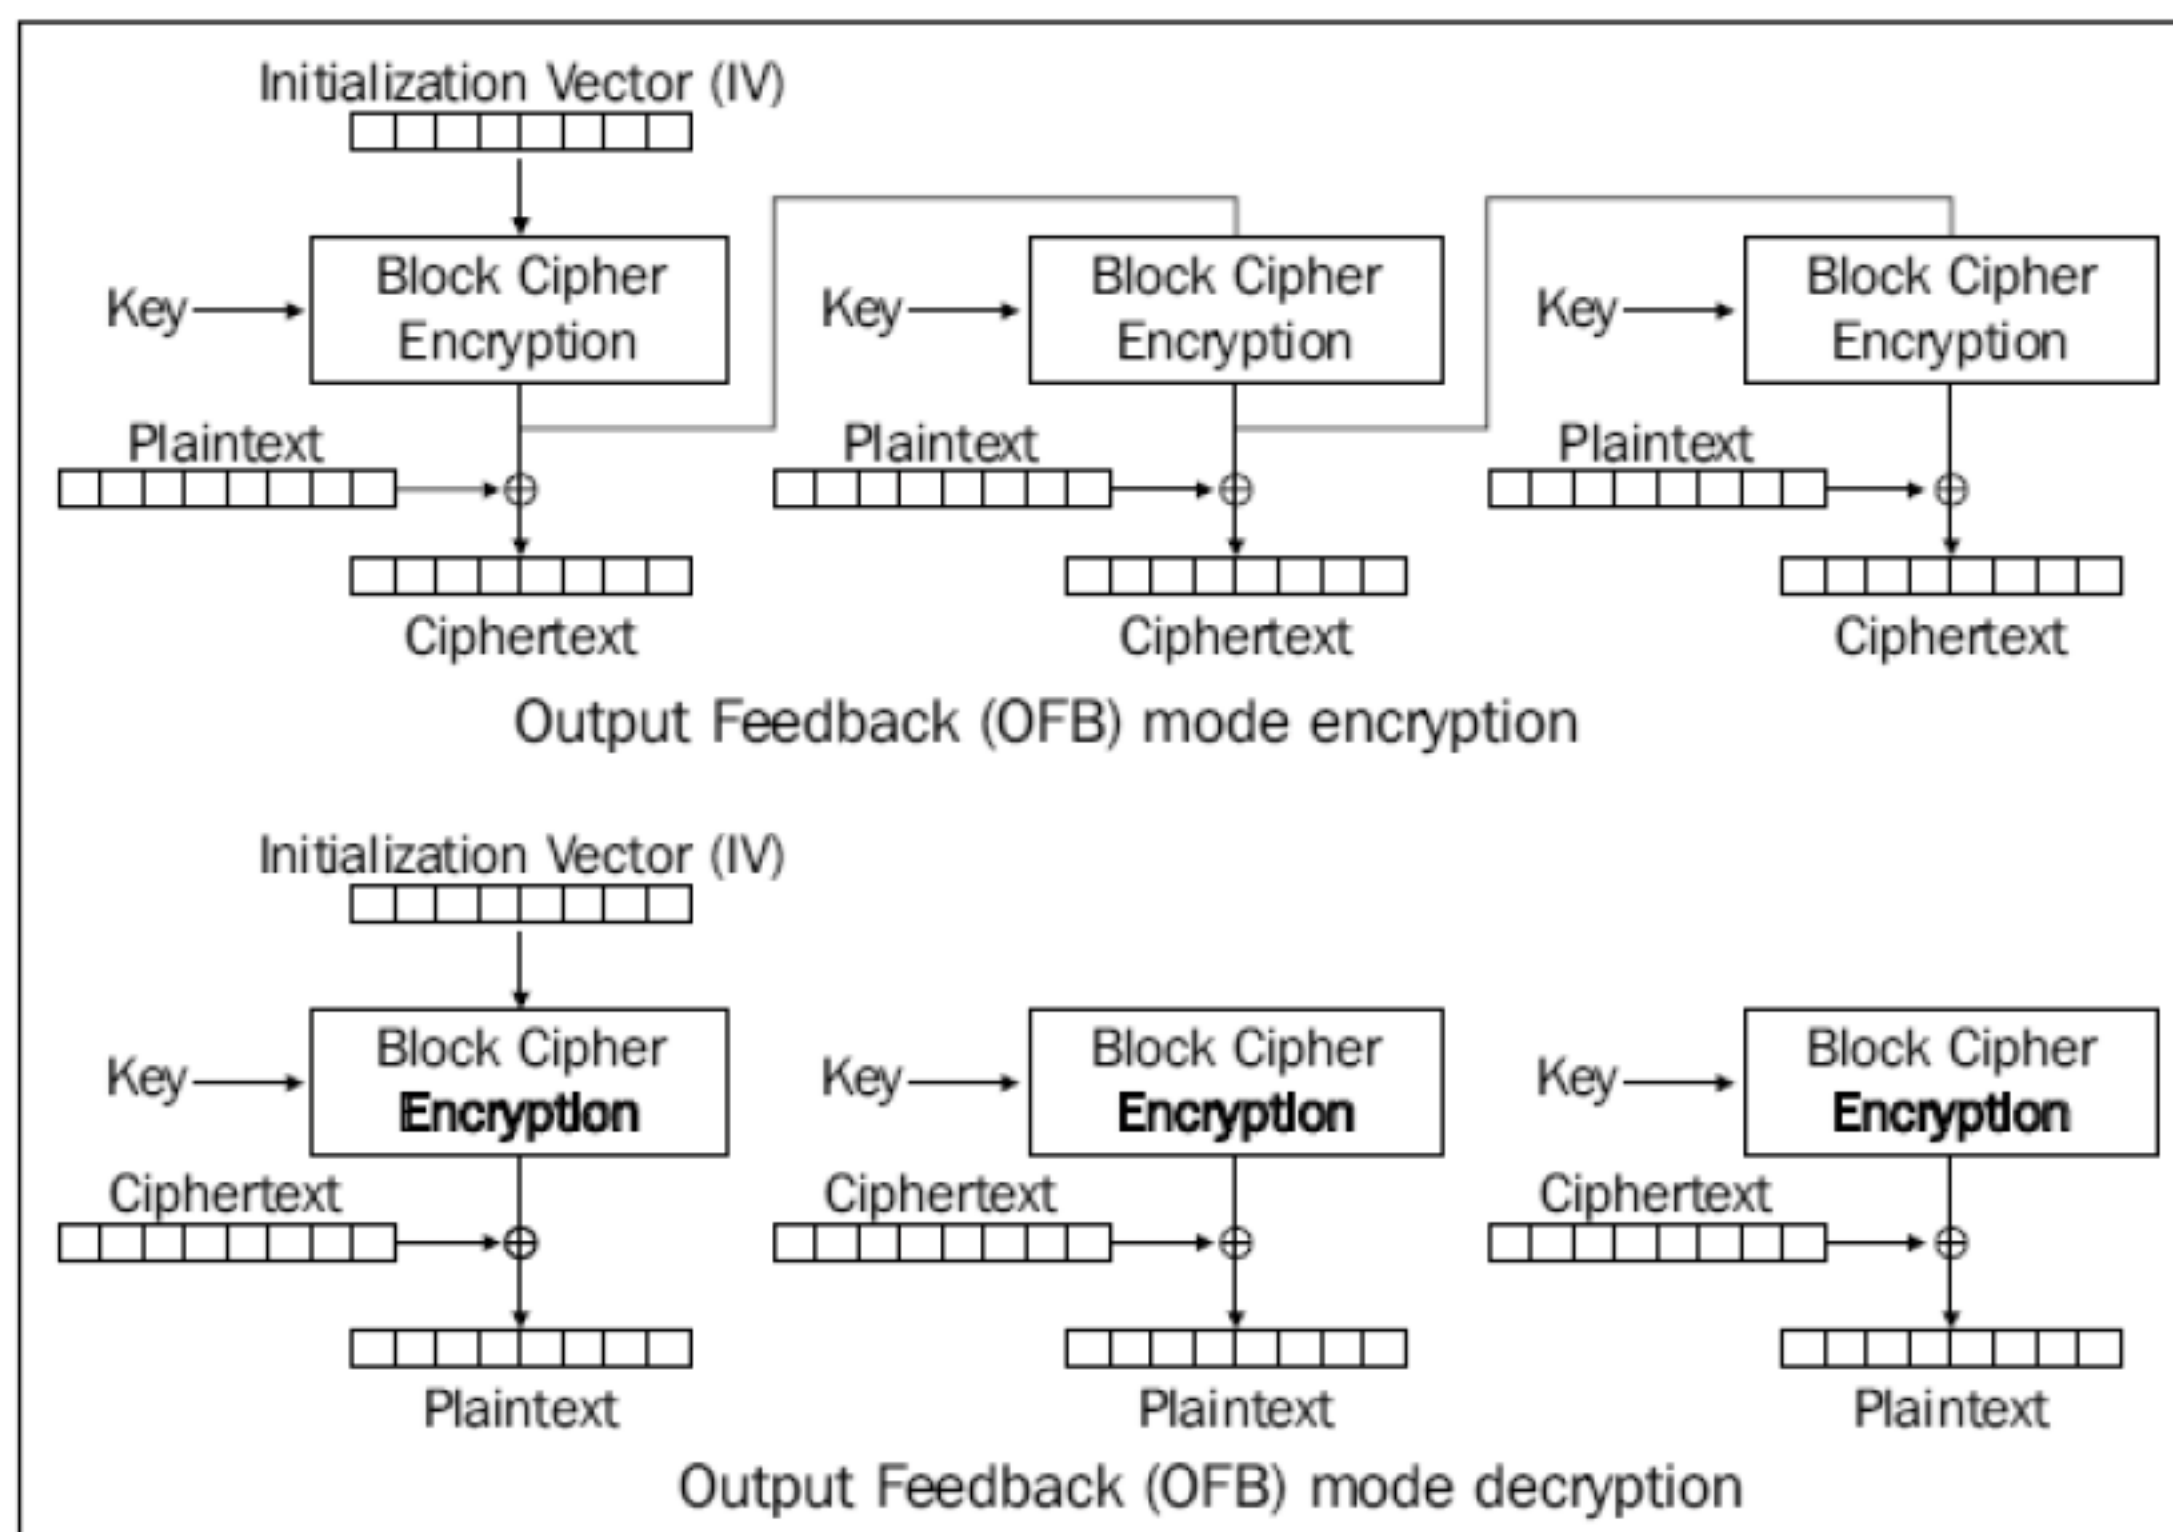 Initialization Vector (IV)
Key
Block Cipher
Encryption
Key
Block Cipher
Encryption
Key
Block Cipher
Encryption
Plaintext
Plaintext
Plaintext
Ciphertext
Ciphertext
Ciphertext
Output Feedback (OFB) mode encryption
Initialization Vector (IV)
Key
Block Cipher
Encryption
Key
Block Cipher
Encryption
Key
Block Cipher
Encryption
Ciphertext
Ciphertext
Ciphertext
Plaintext
Plaintext
Plaintext
Output Feedback (OFB) mode decryption